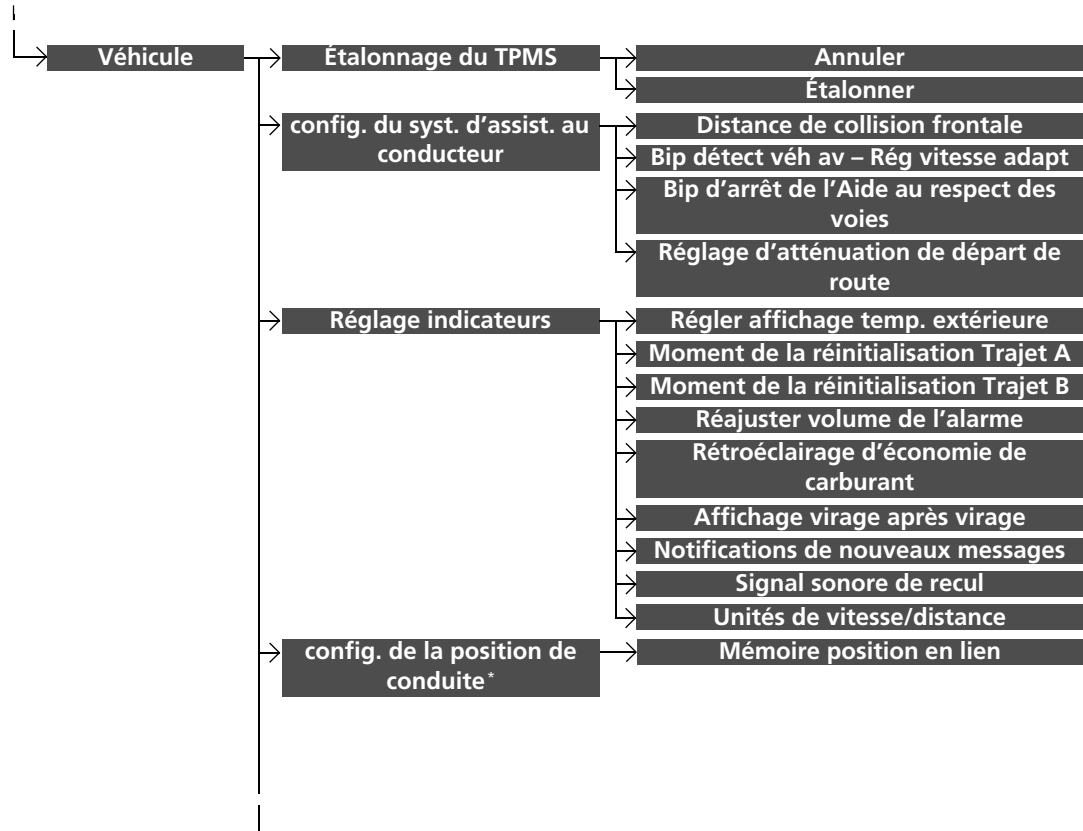 Véhicule
Étalonnage du TPMS
Annuler
Étalonner
config. du syst. d’assist. au
conducteur
Distance de collision frontale
Bip détect véh av – Rég vitesse adapt
Bip d’arrêt de l’Aide au respect des
voies
Réglage d’atténuation de départ de
route
Réglage indicateurs
Régler affichage temp. extérieure
Moment de la réinitialisation Trajet A
Moment de la réinitialisation Trajet B
Réajuster volume de l’alarme
Rétroéclairage d’économie de
carburant
Affichage virage après virage
Notifications de nouveaux messages
Signal sonore de recul
Unités de vitesse/distance
config. de la position de
conduite*
Mémoire position en lien